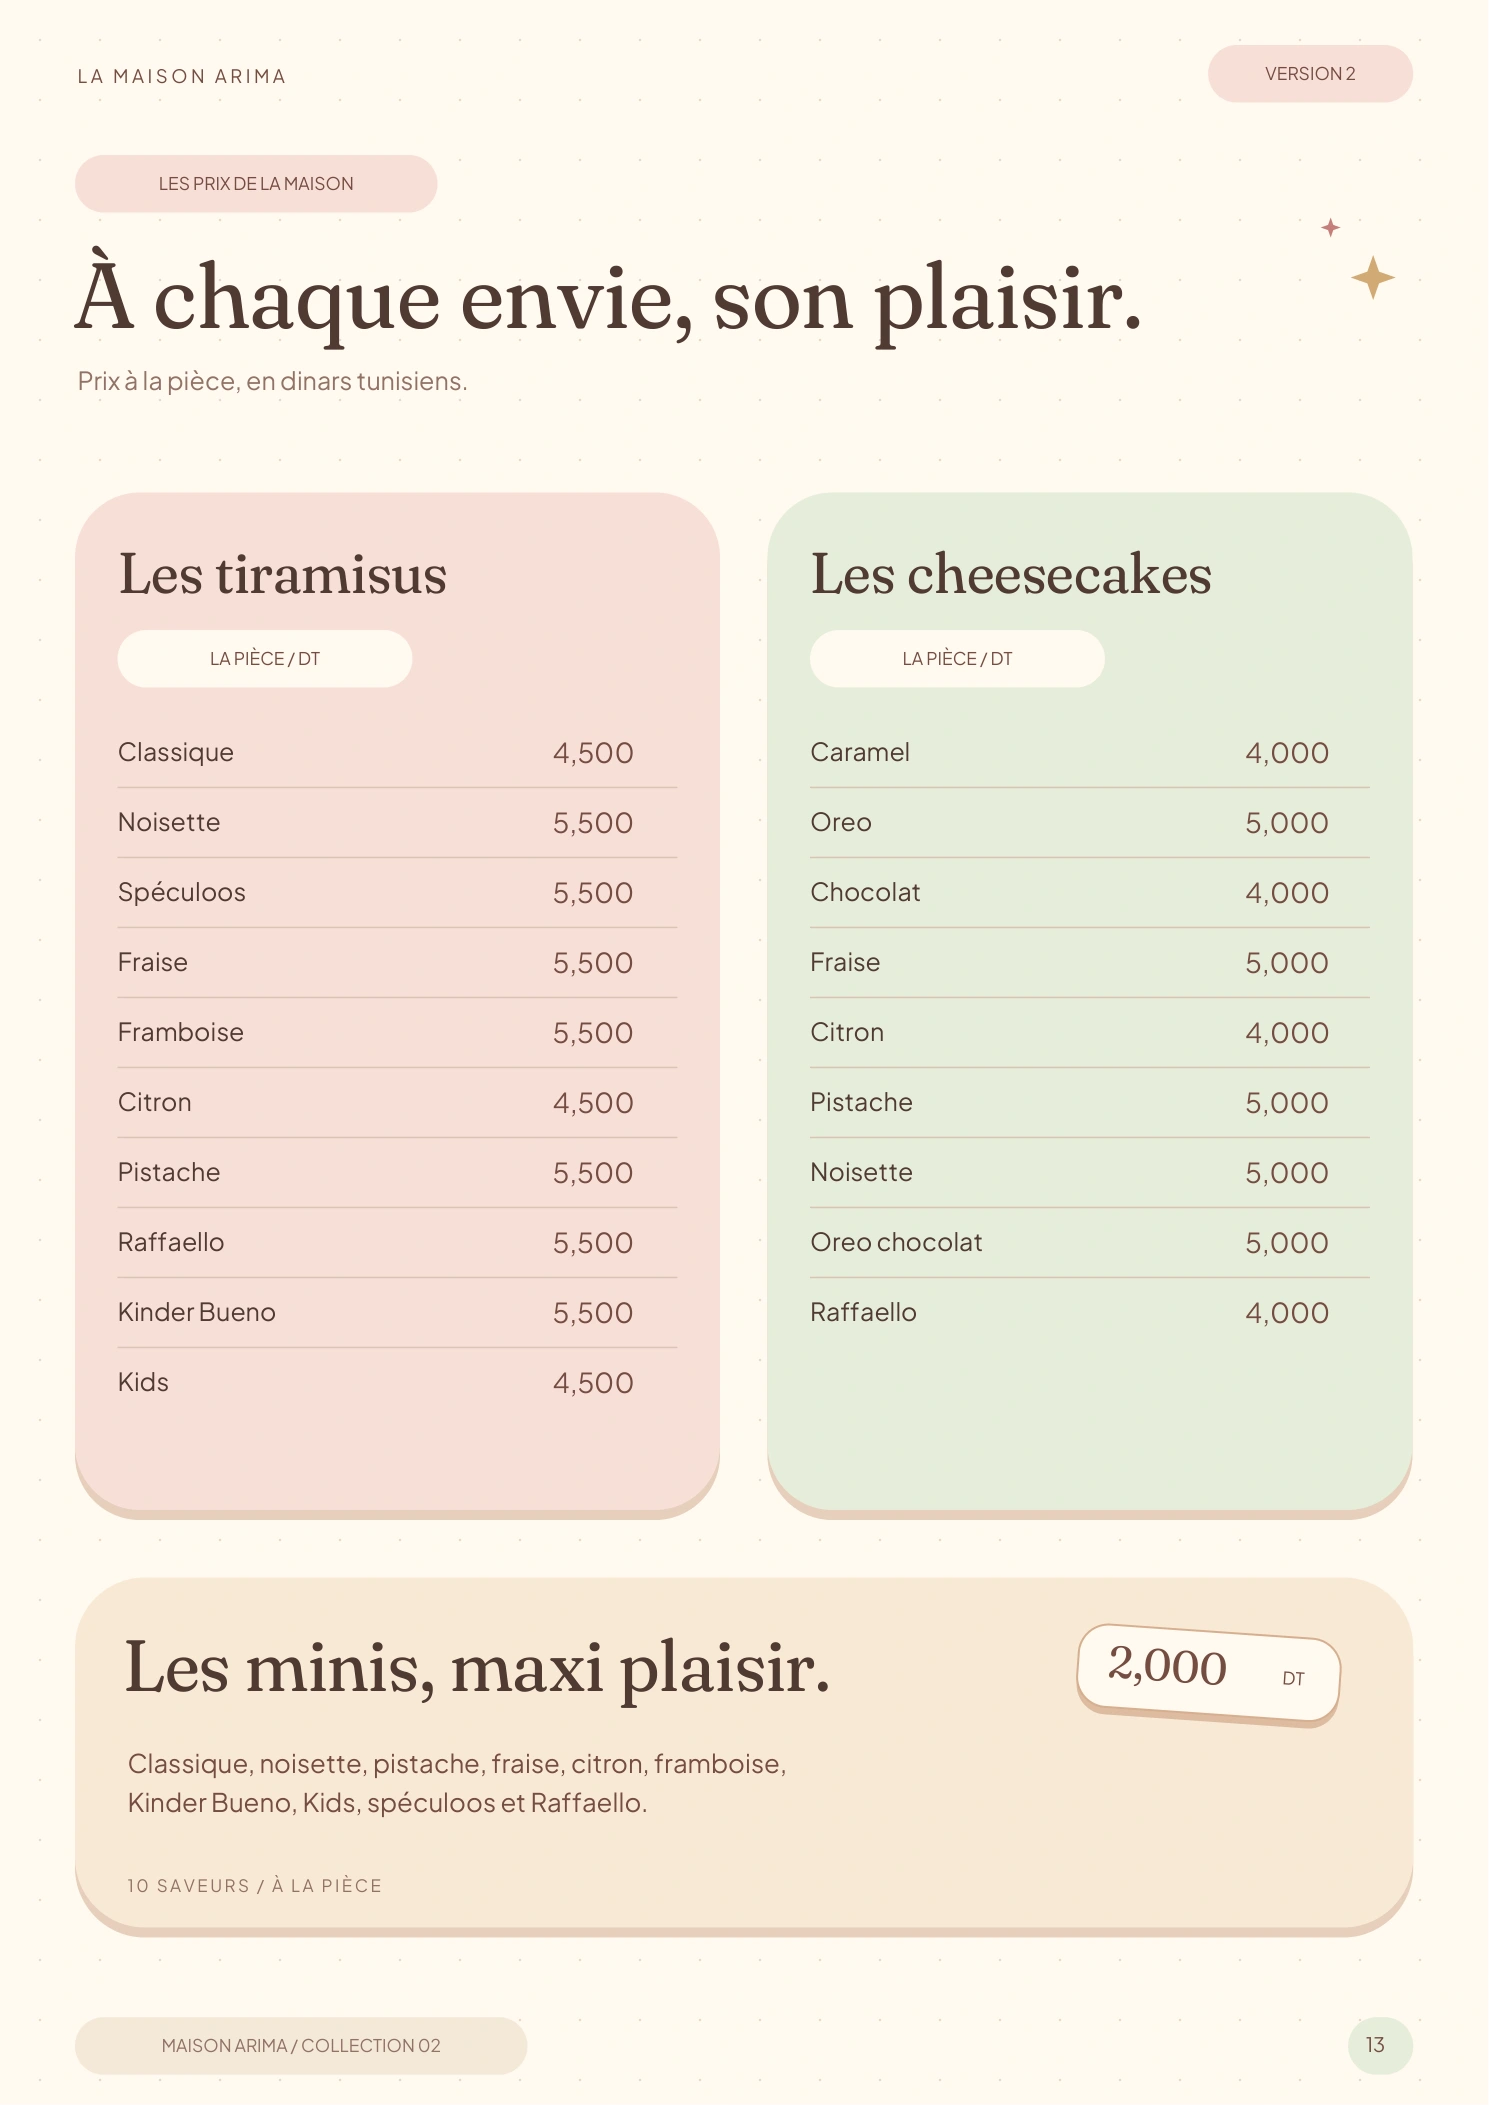 LA MAISON ARIMA
VERSION 2
LES PRIX DE LA MAISON
À chaque envie, son plaisir.
Prix à la pièce, en dinars tunisiens.
Les tiramisus
LA PIÈCE / DT
Classique 4,500
Noisette 5,500
Spéculoos 5,500
Fraise 5,500
Framboise 5,500
Citron 4,500
Pistache 5,500
Raffaello 5,500
Kinder Bueno 5,500
Kids 4,500
Les cheesecakes
LA PIÈCE / DT
Caramel 4,000
Oreo 5,000
Chocolat 4,000
Fraise 5,000
Citron 4,000
Pistache 5,000
Noisette 5,000
Oreo chocolat 5,000
Raffaello 4,000
Les minis, maxi plaisir.
2,000 DT
Classique, noisette, pistache, fraise, citron, framboise,
Kinder Bueno, Kids, spéculoos et Raffaello.
10 SAVEURS / À LA PIÈCE
MAISON ARIMA / COLLECTION 02
13